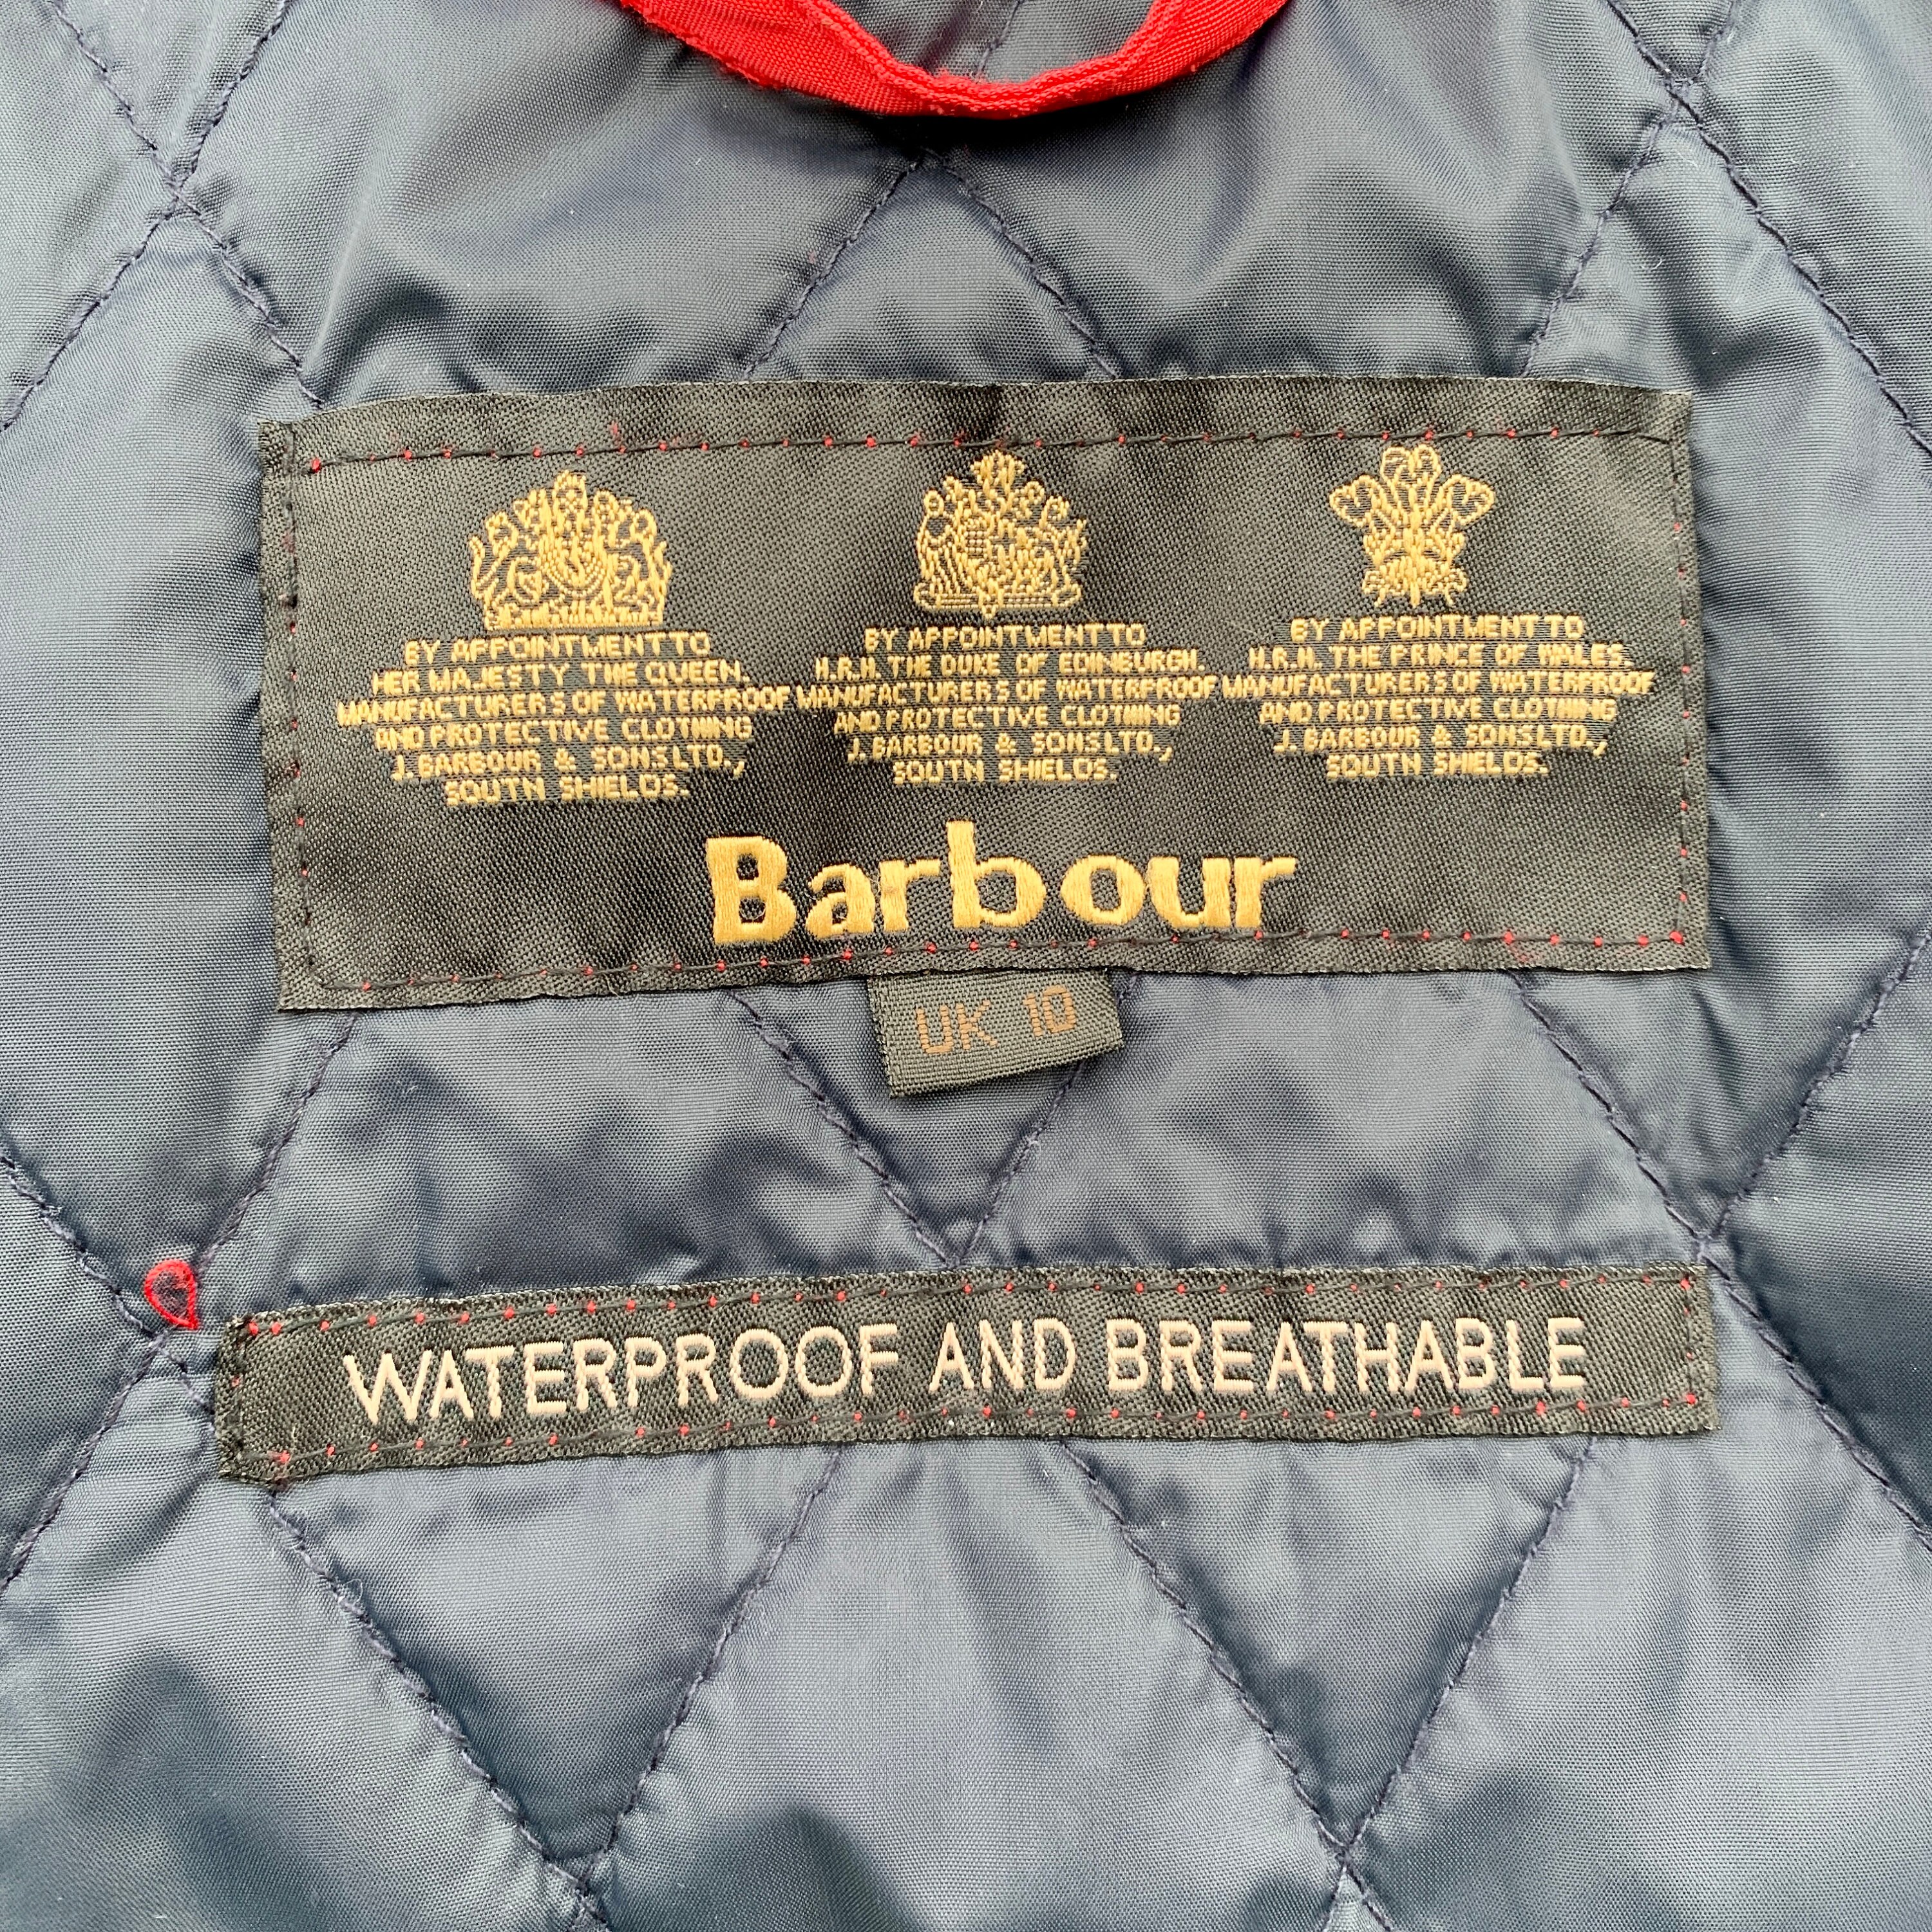 BY APPOINTMENT TO
HER MAJESTY THE QUEEN.
MANUFACTURERS OF WATERPROOF
AND PROTECTIVE CLOTHING
J. BARBOUR & SONS LTD.,
SOUTH SHIELDS.
BY APPOINTMENT TO
H.R.H. THE DUKE OF EDINBURGH.
MANUFACTURERS OF WATERPROOF
AND PROTECTIVE CLOTHING
J. BARBOUR & SONS LTD.,
SOUTH SHIELDS.
BY APPOINTMENT TO
H.R.H. THE PRINCE OF WALES.
MANUFACTURERS OF WATERPROOF
AND PROTECTIVE CLOTHING
J. BARBOUR & SONS LTD.,
SOUTH SHIELDS.
Barbour
UK 10
WATERPROOF AND BREATHABLE